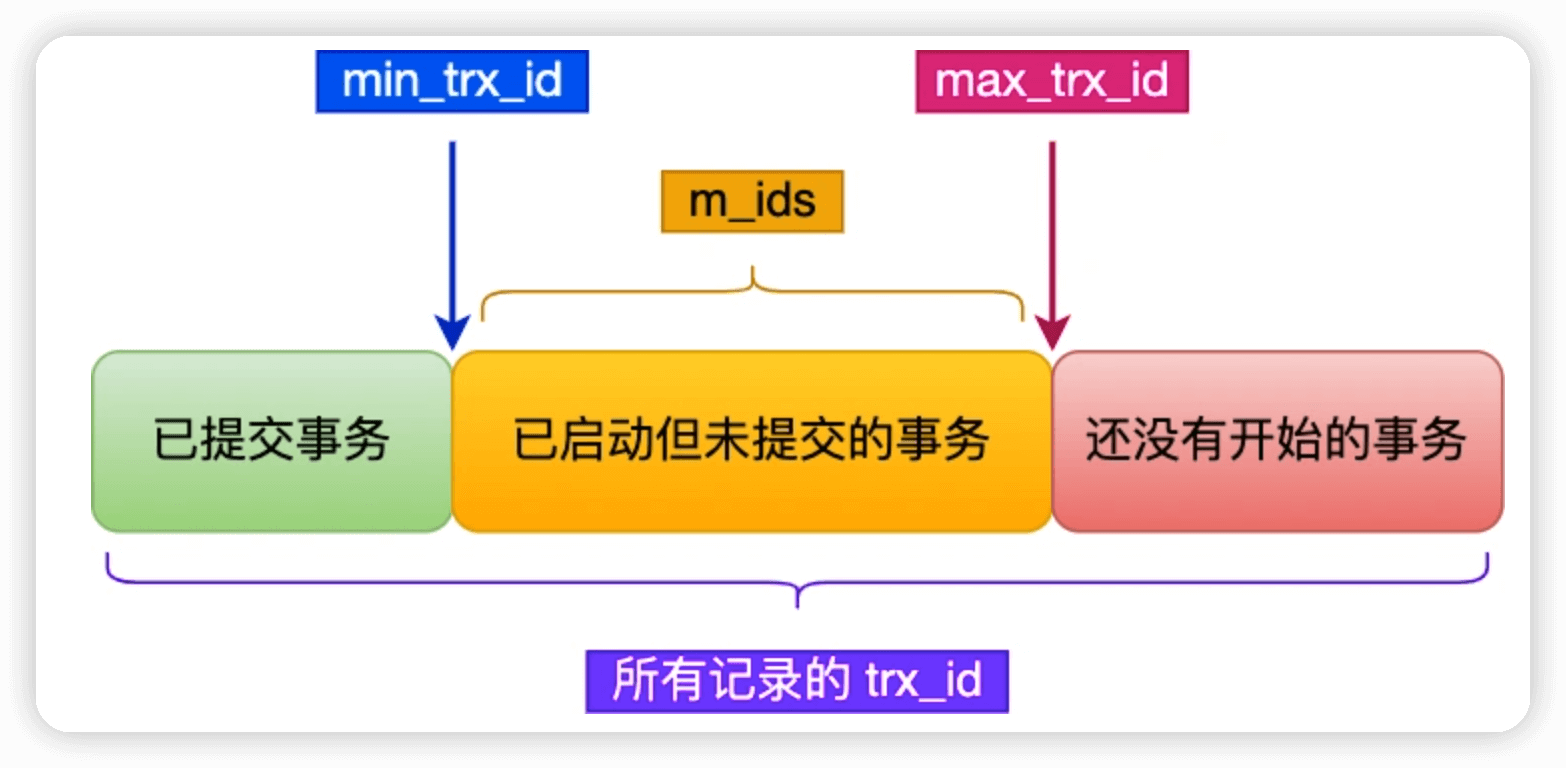 min_trx_id
max_trx_id
m_ids
已提交事务
已启动但未提交的事务
还没有开始的事务
所有记录的 trx_id